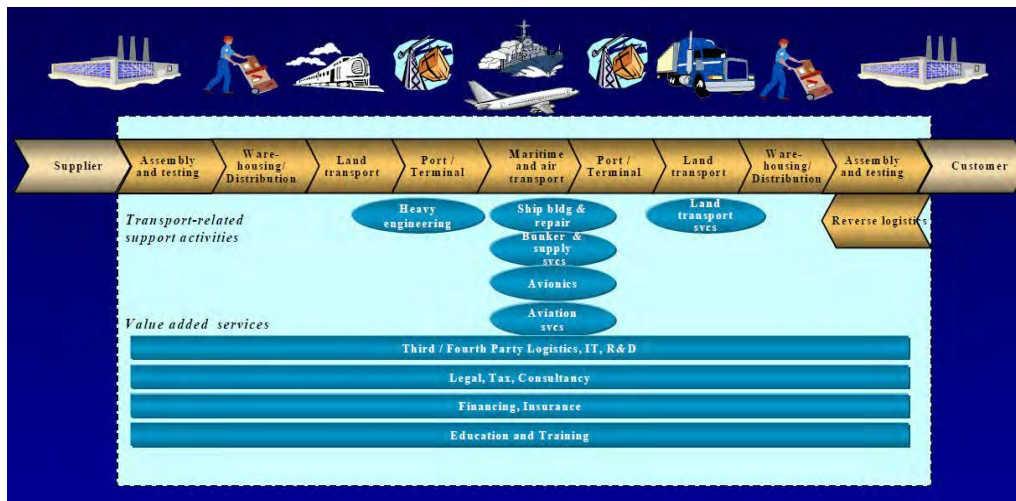 Supplier
Assembly
and testing
Ware-
housing/
Distribution
Land
transport
Port /
Terminal
Maritime
and air
transport
Port /
Terminal
Land
transport
Ware-
housing/
Distribution
Assembly
and testing
Customer
Transport-related
support activities
Heavy
engineering
Ship bldg &
repair
Bunker &
supply
svcs
Avionics
Aviation
svcs
Land
transport
svcs
Reverse logistics
Value added services
Third / Fourth Party Logistics, IT, R&D
Legal, Tax, Consultancy
Financing, Insurance
Education and Training